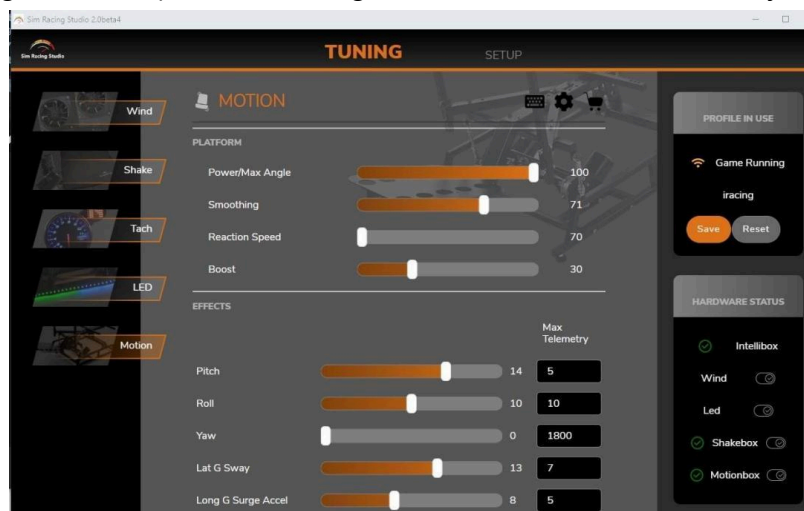 Sim Racing Studio 2.0beta4
Sim Racing Studio
TUNING
SETUP
Wind
Shake
Tach
LED
Motion
MOTION
PLATFORM
Power/Max Angle 100
Smoothing 71
Reaction Speed 70
Boost 30
EFFECTS
Max
Telemetry
Pitch 14 5
Roll 10 10
Yaw 0 1800
Lat G Sway 13 7
Long G Surge Accel 8 5
PROFILE IN USE
Game Running
iracing
Save Reset
HARDWARE STATUS
Intellibox
Wind
Led
Shakebox
Motionbox